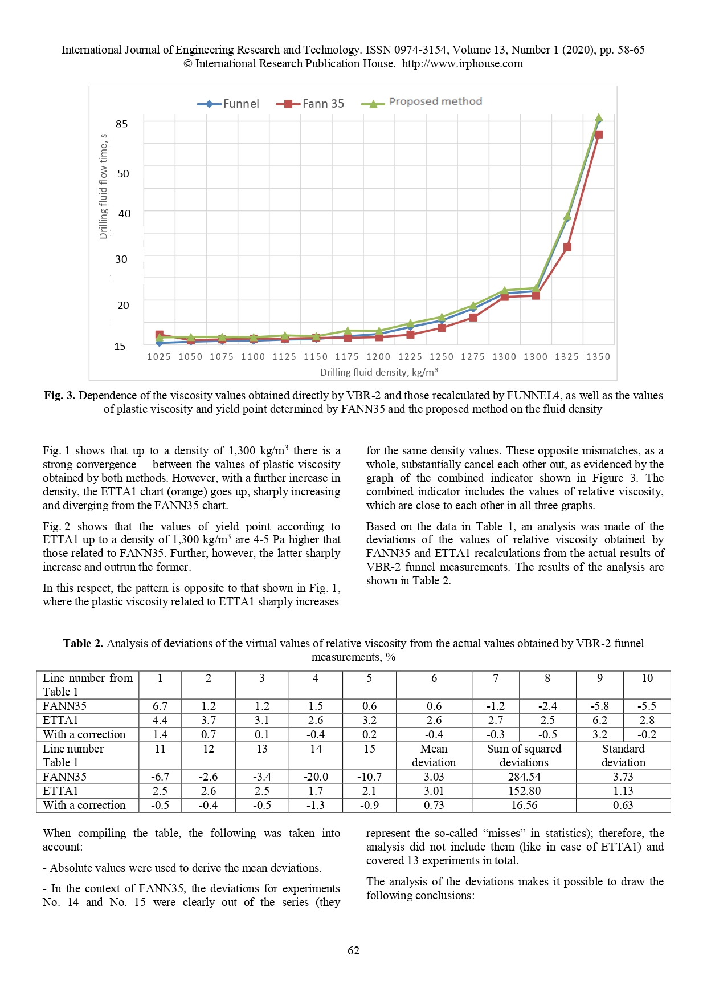 International Journal of Engineering Research and Technology. ISSN 0974-3154, Volume 13, Number 1 (2020), pp. 58-65
© International Research Publication House. http://www.irphouse.com
Funnel Fann 35 Proposed method
Drilling fluid flow time, s
85
50
40
30
20
15
1025 1050 1075 1100 1125 1150 1175 1200 1225 1250 1275 1300 1300 1325 1350
Drilling fluid density, kg/m³
Fig. 3. Dependence of the viscosity values obtained directly by VBR-2 and those recalculated by FUNNEL4, as well as the values
of plastic viscosity and yield point determined by FANN35 and the proposed method on the fluid density
Fig. 1 shows that up to a density of 1,300 kg/m³ there is a
strong convergence between the values of plastic viscosity
obtained by both methods. However, with a further increase in
density, the ETTA1 chart (orange) goes up, sharply increasing
and diverging from the FANN35 chart.
Fig. 2 shows that the values of yield point according to
ETTA1 up to a density of 1,300 kg/m³ are 4-5 Pa higher that
those related to FANN35. Further, however, the latter sharply
increase and outrun the former.
In this respect, the pattern is opposite to that shown in Fig. 1,
where the plastic viscosity related to ETTA1 sharply increases
for the same density values. These opposite mismatches, as a
whole, substantially cancel each other out, as evidenced by the
graph of the combined indicator shown in Figure 3. The
combined indicator includes the values of relative viscosity,
which are close to each other in all three graphs.
Based on the data in Table 1, an analysis was made of the
deviations of the values of relative viscosity obtained by
FANN35 and ETTA1 recalculations from the actual results of
VBR-2 funnel measurements. The results of the analysis are
shown in Table 2.
Table 2. Analysis of deviations of the virtual values of relative viscosity from the actual values obtained by VBR-2 funnel
measurements, %
Line number from 1 2 3 4 5 6 7 8 9 10
Table 1
FANN35 6.7 1.2 1.2 1.5 0.6 0.6 -1.2 -2.4 -5.8 -5.5
ETTA1 4.4 3.7 3.1 2.6 3.2 2.6 2.7 2.5 6.2 2.8
With a correction 1.4 0.7 0.1 -0.4 0.2 -0.4 -0.3 -0.5 3.2 -0.2
Line number 11 12 13 14 15 Mean Sum of squared Standard
Table 1 deviation deviations deviation
FANN35 -6.7 -2.6 -3.4 -20.0 -10.7 3.03 284.54 3.73
ETTA1 2.5 2.6 2.5 1.7 2.1 3.01 152.80 1.13
With a correction -0.5 -0.4 -0.5 -1.3 -0.9 0.73 16.56 0.63
When compiling the table, the following was taken into
account:
- Absolute values were used to derive the mean deviations.
- In the context of FANN35, the deviations for experiments
No. 14 and No. 15 were clearly out of the series (they
represent the so-called “misses” in statistics); therefore, the
analysis did not include them (like in case of ETTA1) and
covered 13 experiments in total.
The analysis of the deviations makes it possible to draw the
following conclusions:
62